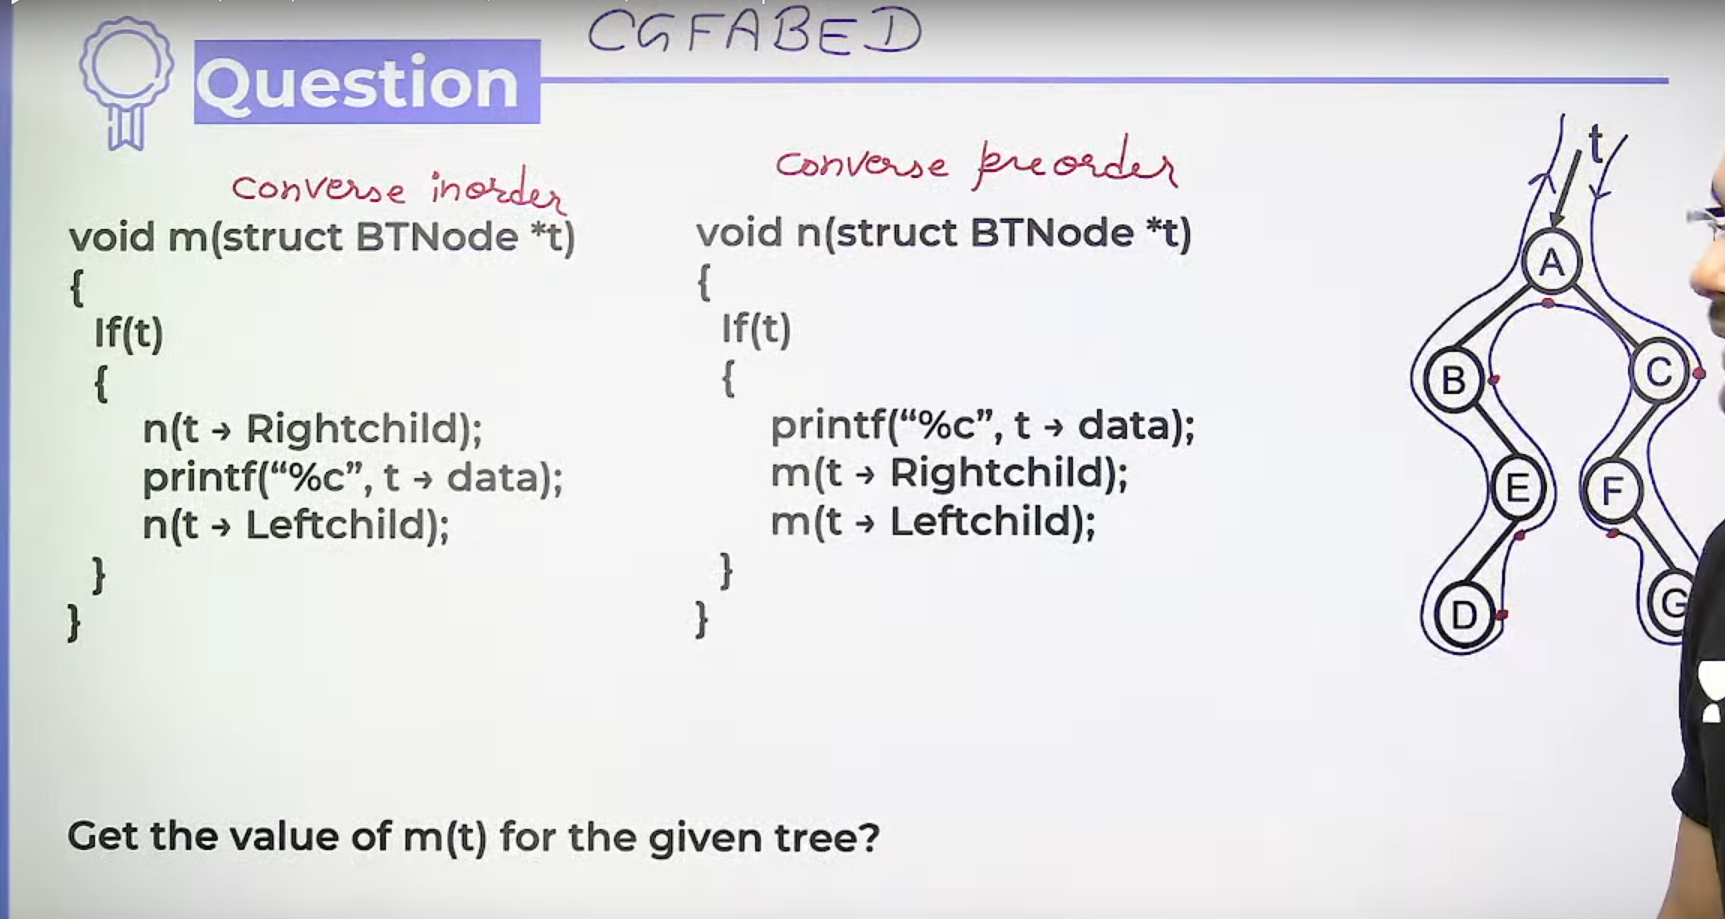 CGFABED
Question
converse inorder
void m(struct BTNode *t)
{
If(t)
{
n(t → Rightchild);
printf(“%c”, t → data);
n(t → Leftchild);
}
}
converse preorder
void n(struct BTNode *t)
{
If(t)
{
printf(“%c”, t → data);
m(t → Rightchild);
m(t → Leftchild);
}
}
t
A
B
C
E
F
D
G
Get the value of m(t) for the given tree?